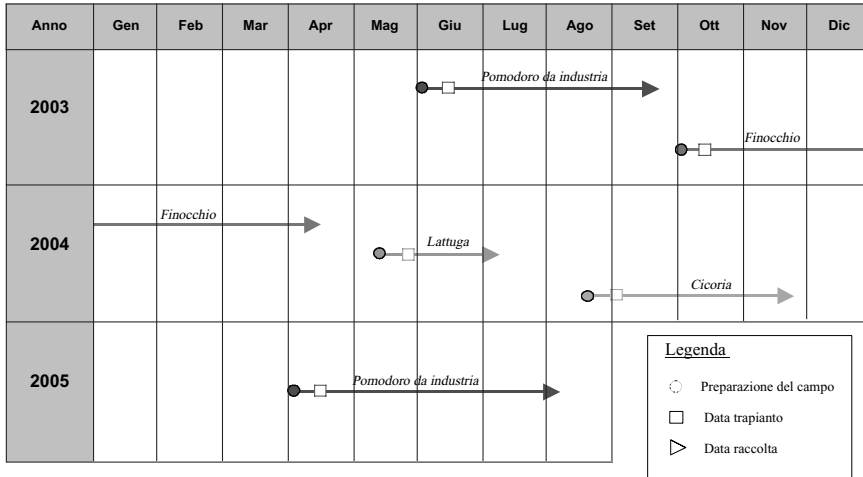 Anno Gen Feb Mar Apr Mag Giu Lug Ago Set Ott Nov Dic
Pomodoro da industria
2003
Finocchio
Finocchio
2004
Lattuga
Cicoria
2005
Pomodoro da industria
Legenda
Preparazione del campo
Data trapianto
Data raccolta